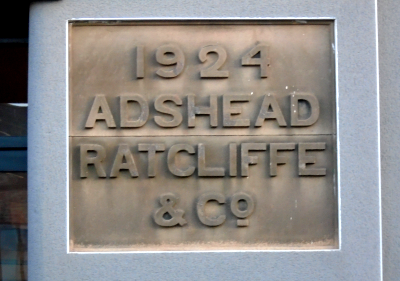 1924
ADSHEAD
RATCLIFFE
& Cº